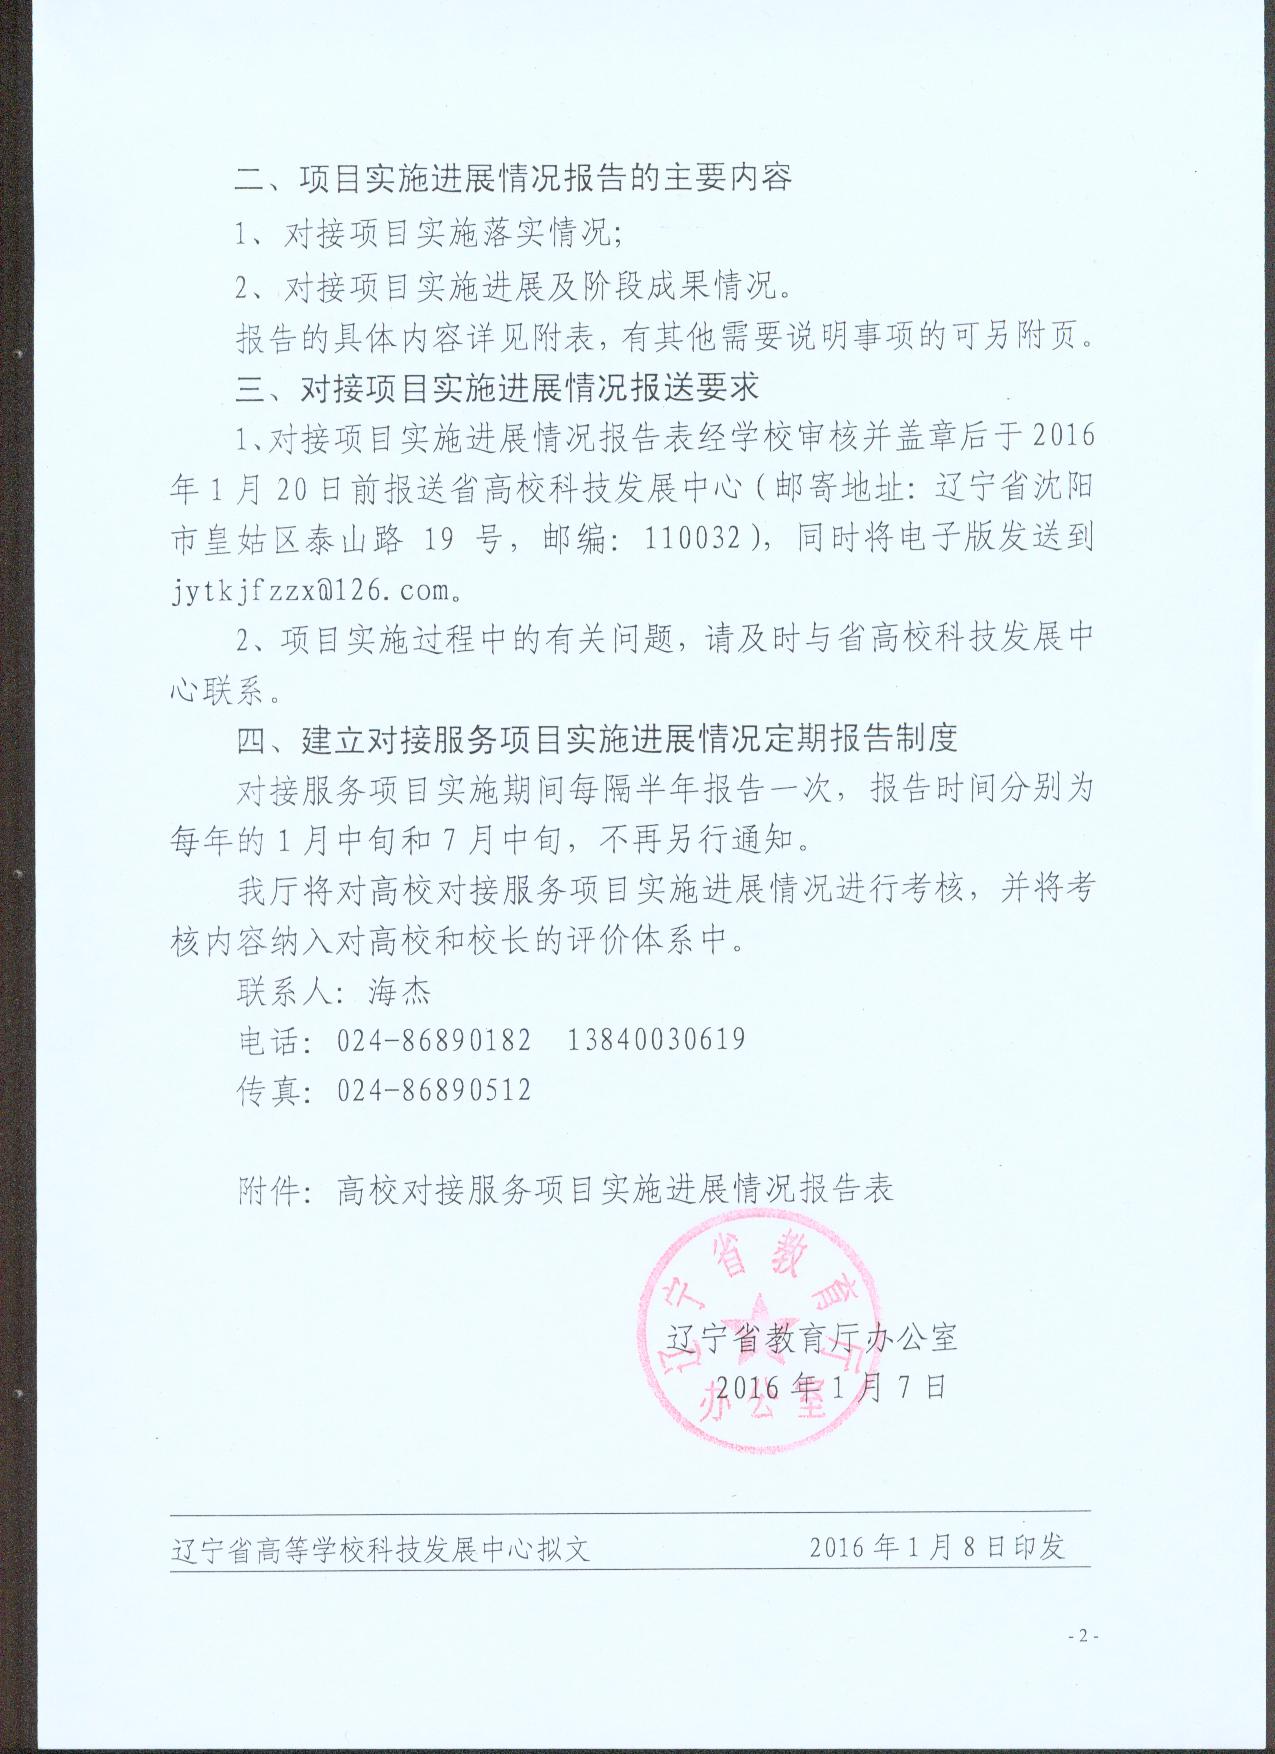 二、项目实施进展情况报告的主要内容
1、对接项目实施落实情况;
2、对接项目实施进展及阶段成果情况。
报告的具体内容详见附表，有其他需要说明事项的可另附页。
三、对接项目实施进展情况报送要求
1、对接项目实施进展情况报告表经学校审核并盖章后于2016
年1月20日前报送省高校科技发展中心（邮寄地址：辽宁省沈阳
市皇姑区泰山路 19 号，邮编：110032），同时将电子版发送到
jytkjfzzx@126.com。
2、项目实施过程中的有关问题，请及时与省高校科技发展中
心联系。
四、建立对接服务项目实施进展情况定期报告制度
对接服务项目实施期间每隔半年报告一次，报告时间分别为
每年的1月中旬和7月中旬，不再另行通知。
我厅将对高校对接服务项目实施进展情况进行考核，并将考
核内容纳入对高校和校长的评价体系中。
联系人：海杰
电话：024-86890182 13840030619
传真：024-86890512
附件：高校对接服务项目实施进展情况报告表
辽宁省教育厅
辽宁省教育厅办公室
2016年1月7日
办公室
辽宁省高等学校科技发展中心拟文 2016年1月8日印发
-2-